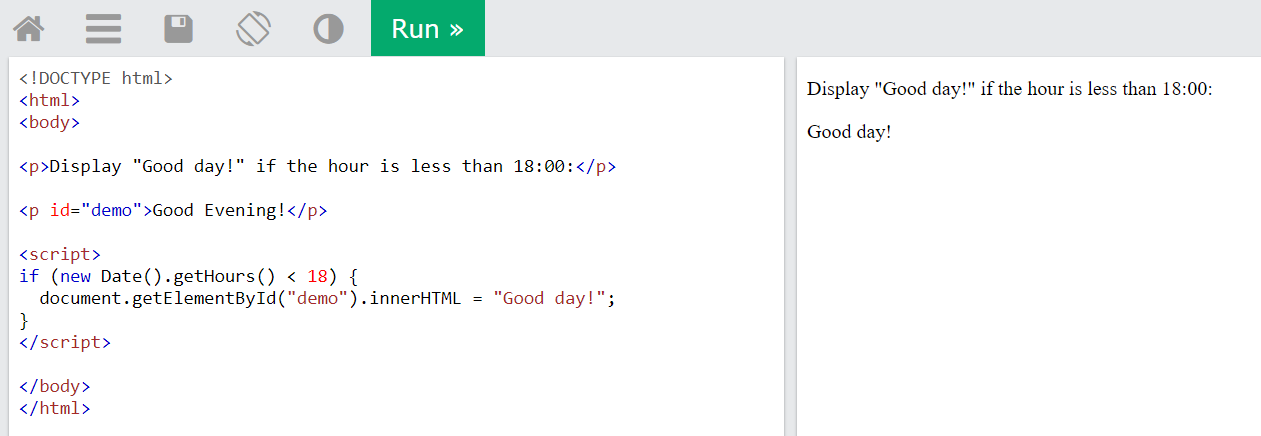 Run »
<!DOCTYPE html>
<html>
<body>
<p>Display "Good day!" if the hour is less than 18:00:</p>
<p id="demo">Good Evening!</p>
<script>
if (new Date().getHours() < 18) {
  document.getElementById("demo").innerHTML = "Good day!";
}
</script>
</body>
</html>
Display "Good day!" if the hour is less than 18:00:
Good day!